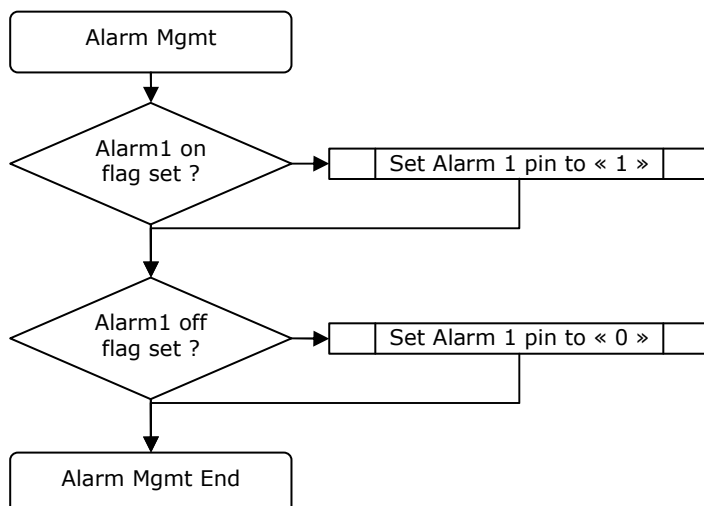 Alarm Mgmt
Alarm1 on
flag set ?
Set Alarm 1 pin to « 1 »
Alarm1 off
flag set ?
Set Alarm 1 pin to « 0 »
Alarm Mgmt End